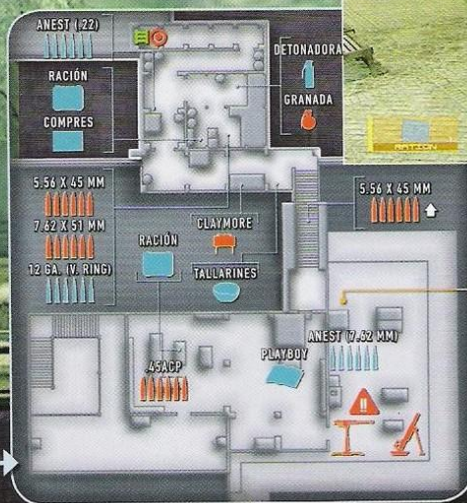 ANEST (.22)
DETONADORA
RACIÓN
GRANADA
COMPRES
RATION
5.56 X 45 MM
5.56 X 45 MM
7.62 X 51 MM
CLAYMORE
RACIÓN
12 GA. (V. RING)
TALLARINES
ANEST (7.62 MM)
PLAYBOY
.45ACP